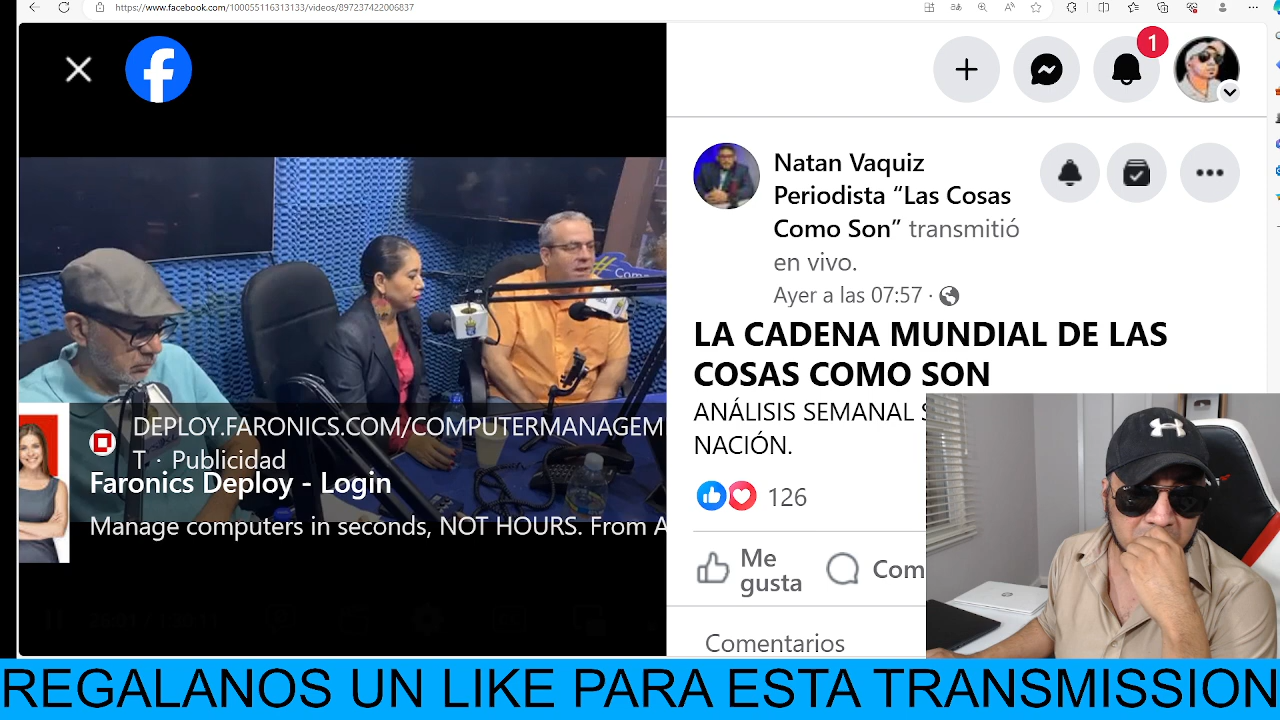 https://www.facebook.com/100055116313133/videos/897237422006837
1
Natan Vaquiz
Periodista “Las Cosas
Como Son” transmitió
en vivo.
Ayer a las 07:57 ·
LA CADENA MUNDIAL DE LAS
COSAS COMO SON
ANÁLISIS SEMANAL
NACIÓN.
126
Me
gusta
Com
Comentarios
#Como
DEPLOY.FARONICS.COM/COMPUTERMANAGEM
T · Publicidad
Faronics Deploy - Login
Manage computers in seconds, NOT HOURS. From A
REGALANOS UN LIKE PARA ESTA TRANSMISSION